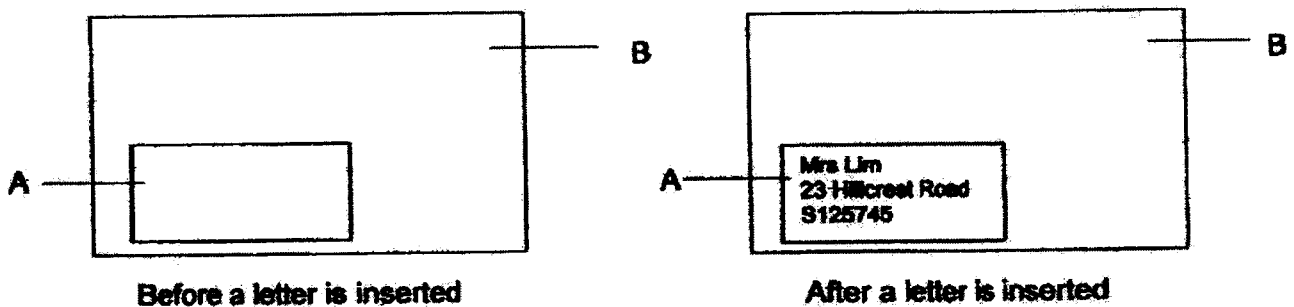 B
A
Before a letter is inserted
B
A
Mrs Lim
23 Hillcrest Road
S125745
After a letter is inserted